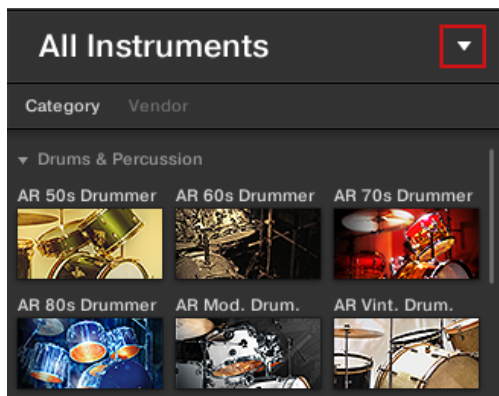 All Instruments
Category Vendor
Drums & Percussion
AR 50s Drummer AR 60s Drummer AR 70s Drummer
AR 80s Drummer AR Mod. Drum. AR Vint. Drum.